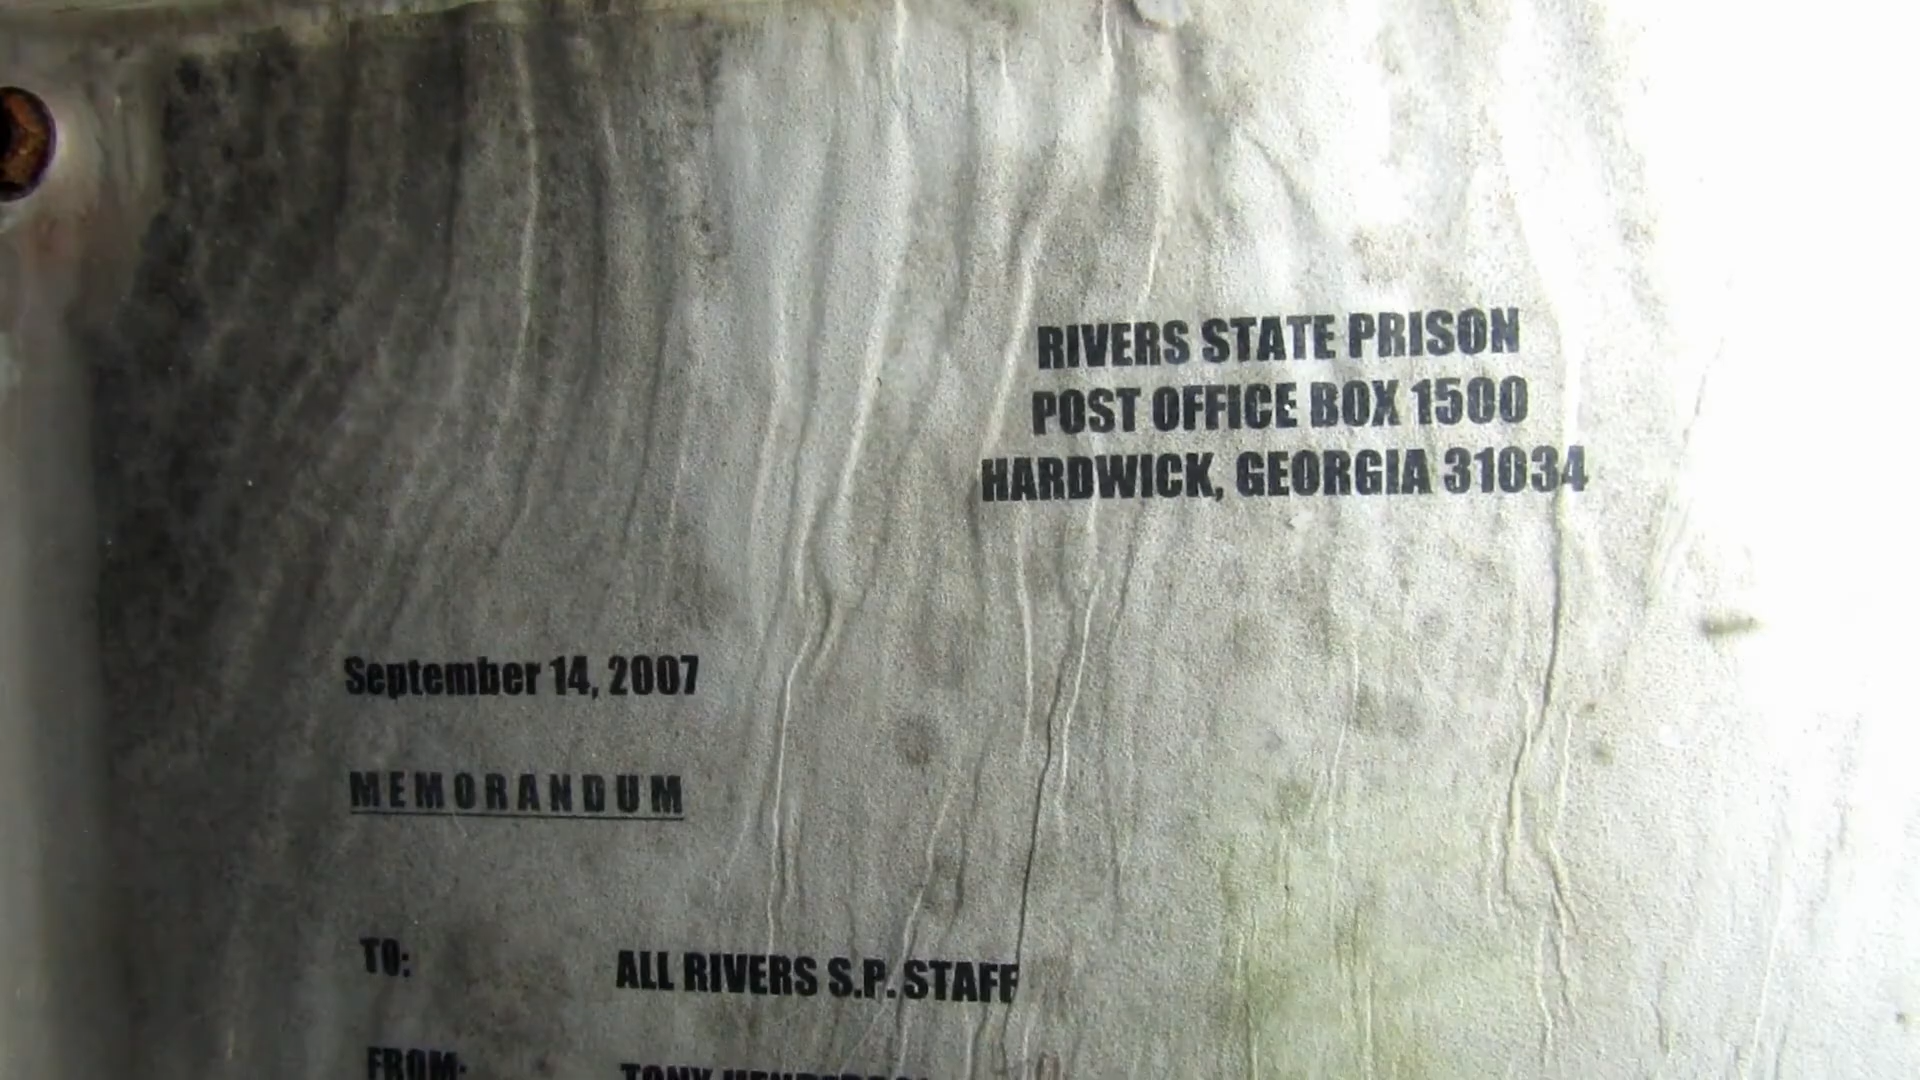 RIVERS STATE PRISON
POST OFFICE BOX 1500
HARDWICK, GEORGIA 31034
September 14, 2007
MEMORANDUM
TO: ALL RIVERS S.P. STAFF
FROM: TONY